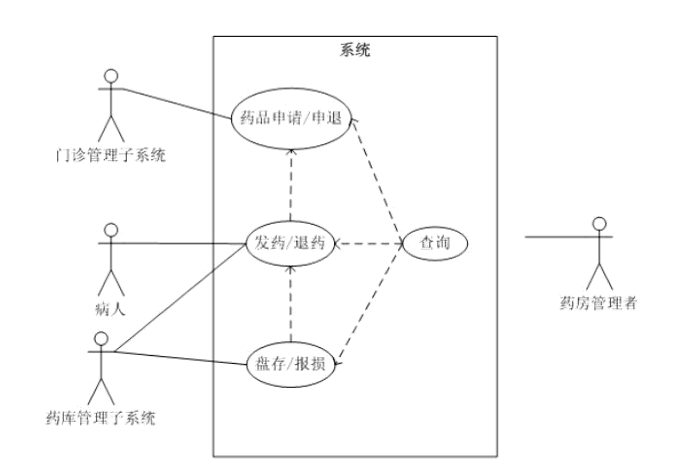 系统
药品申请/申退
门诊管理子系统
发药/退药
查询
病人
药房管理者
盘存/报损
药库管理子系统